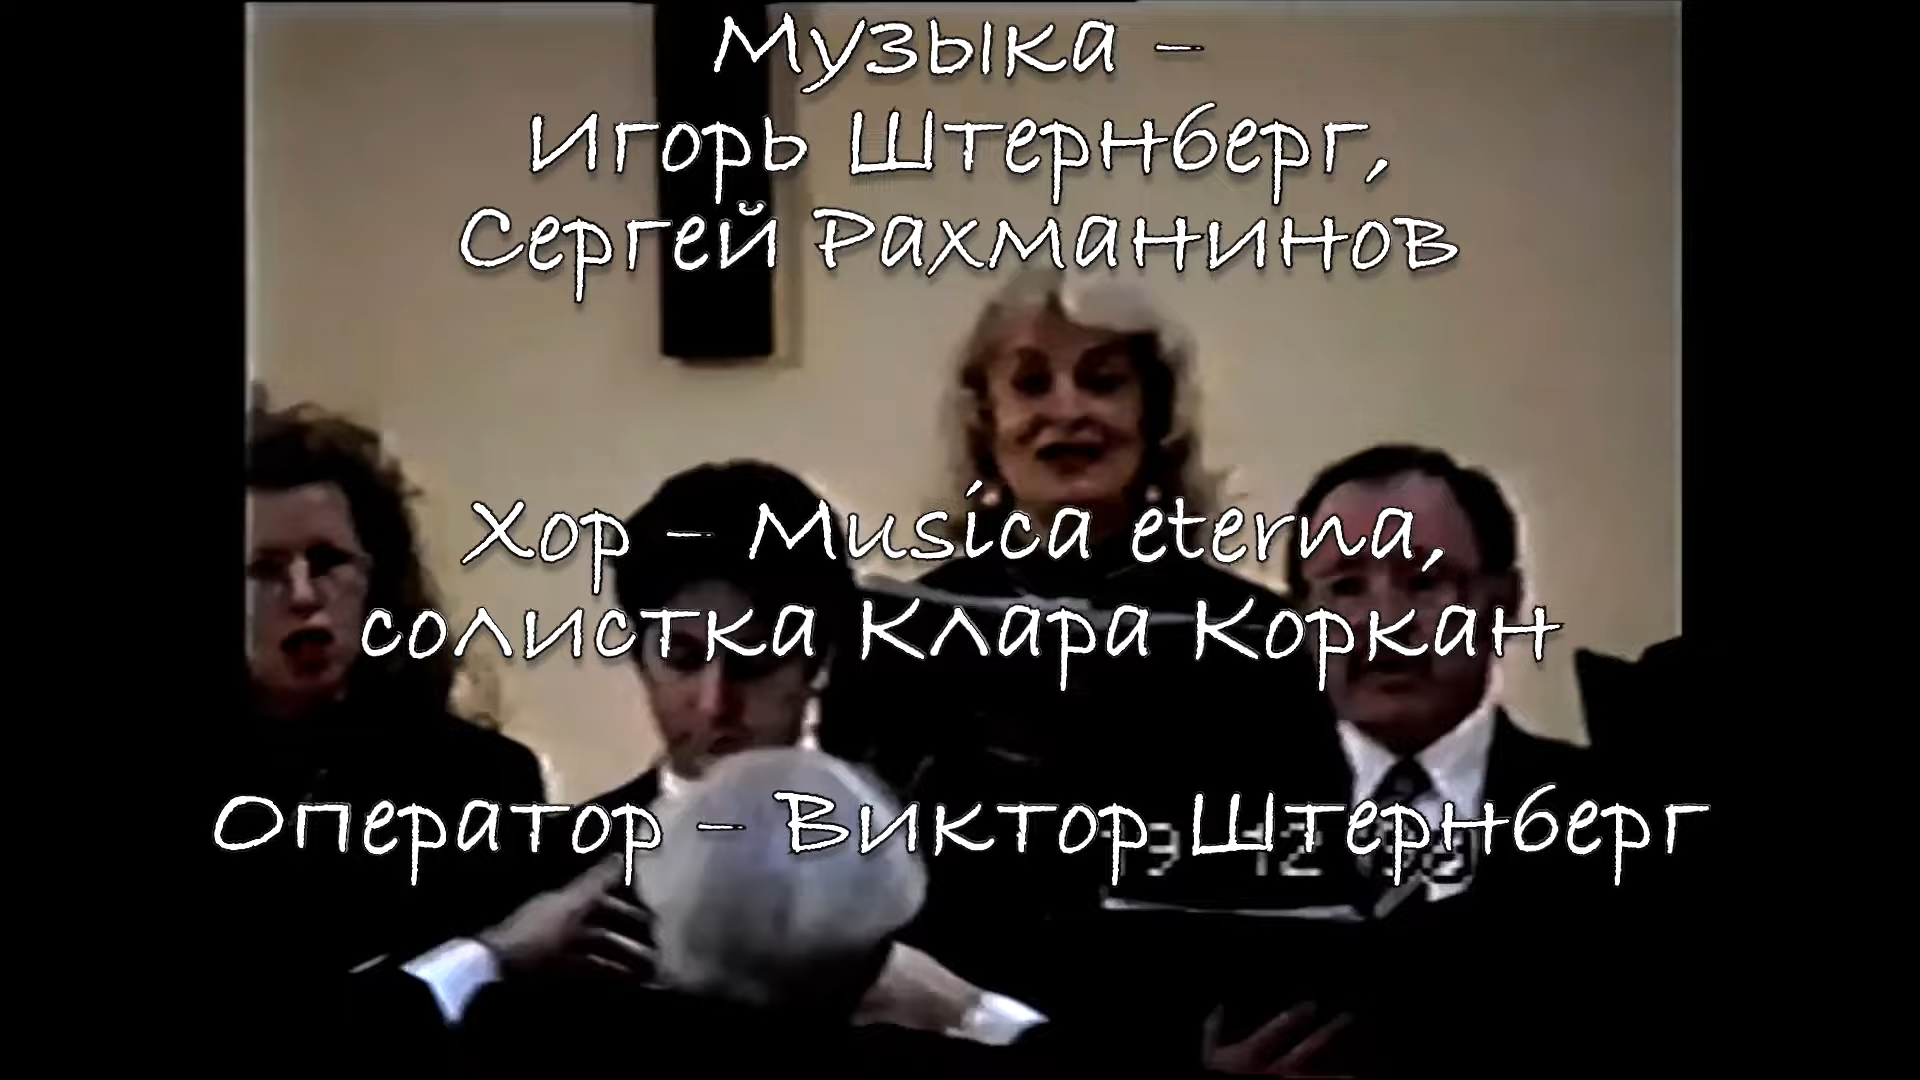 Музыка –
Игорь Штернберг,
Сергей Рахманинов
Хор – Musica eterna,
солистка Клара Коркан
Оператор – Виктор Штернберг